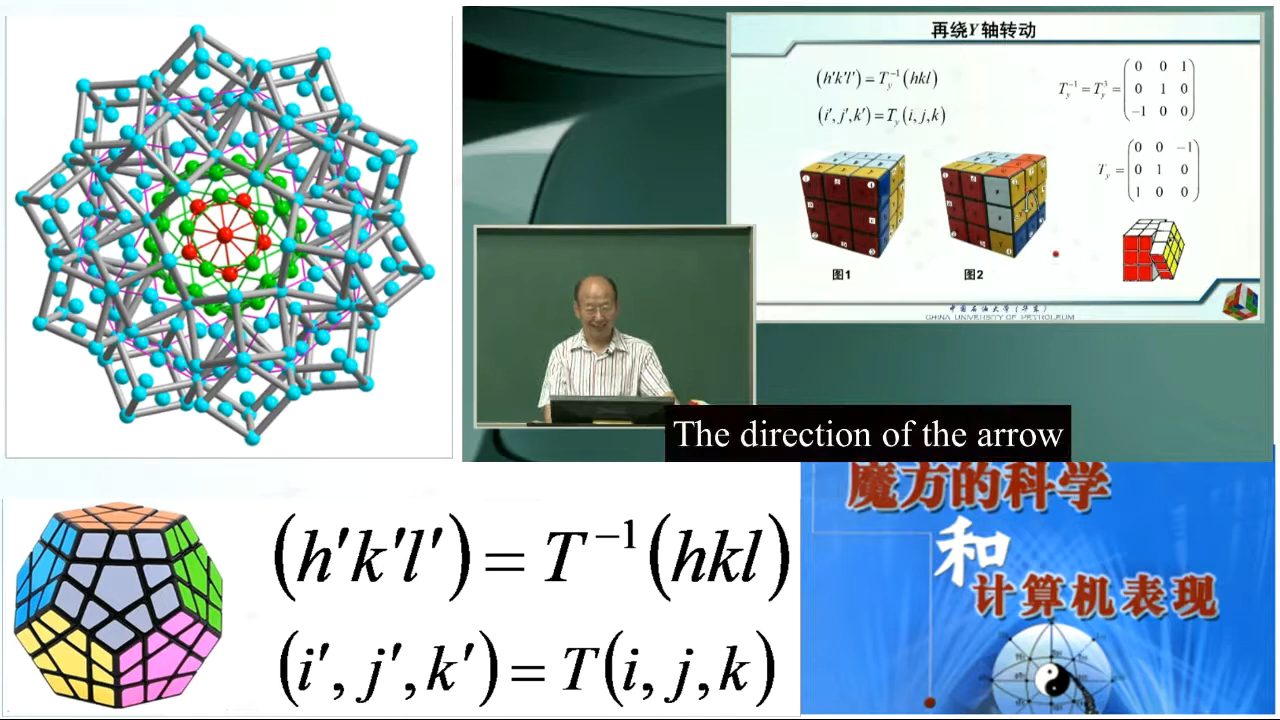 再绕Y轴转动
(h'k'l') = T_y^{-1}(hkl)
(i', j', k') = T_y(i, j, k)
T_y^{-1} = T_y^3 = 
0 0 1
0 1 0
-1 0 0
T_y = 
0 0 -1
0 1 0
1 0 0
图1
图2
中国石油大学(华东)
CHINA UNIVERSITY OF PETROLEUM
The direction of the arrow
(h'k'l') = T^{-1}(hkl)
(i', j', k') = T(i, j, k)
魔方的科学
和
计算机表现